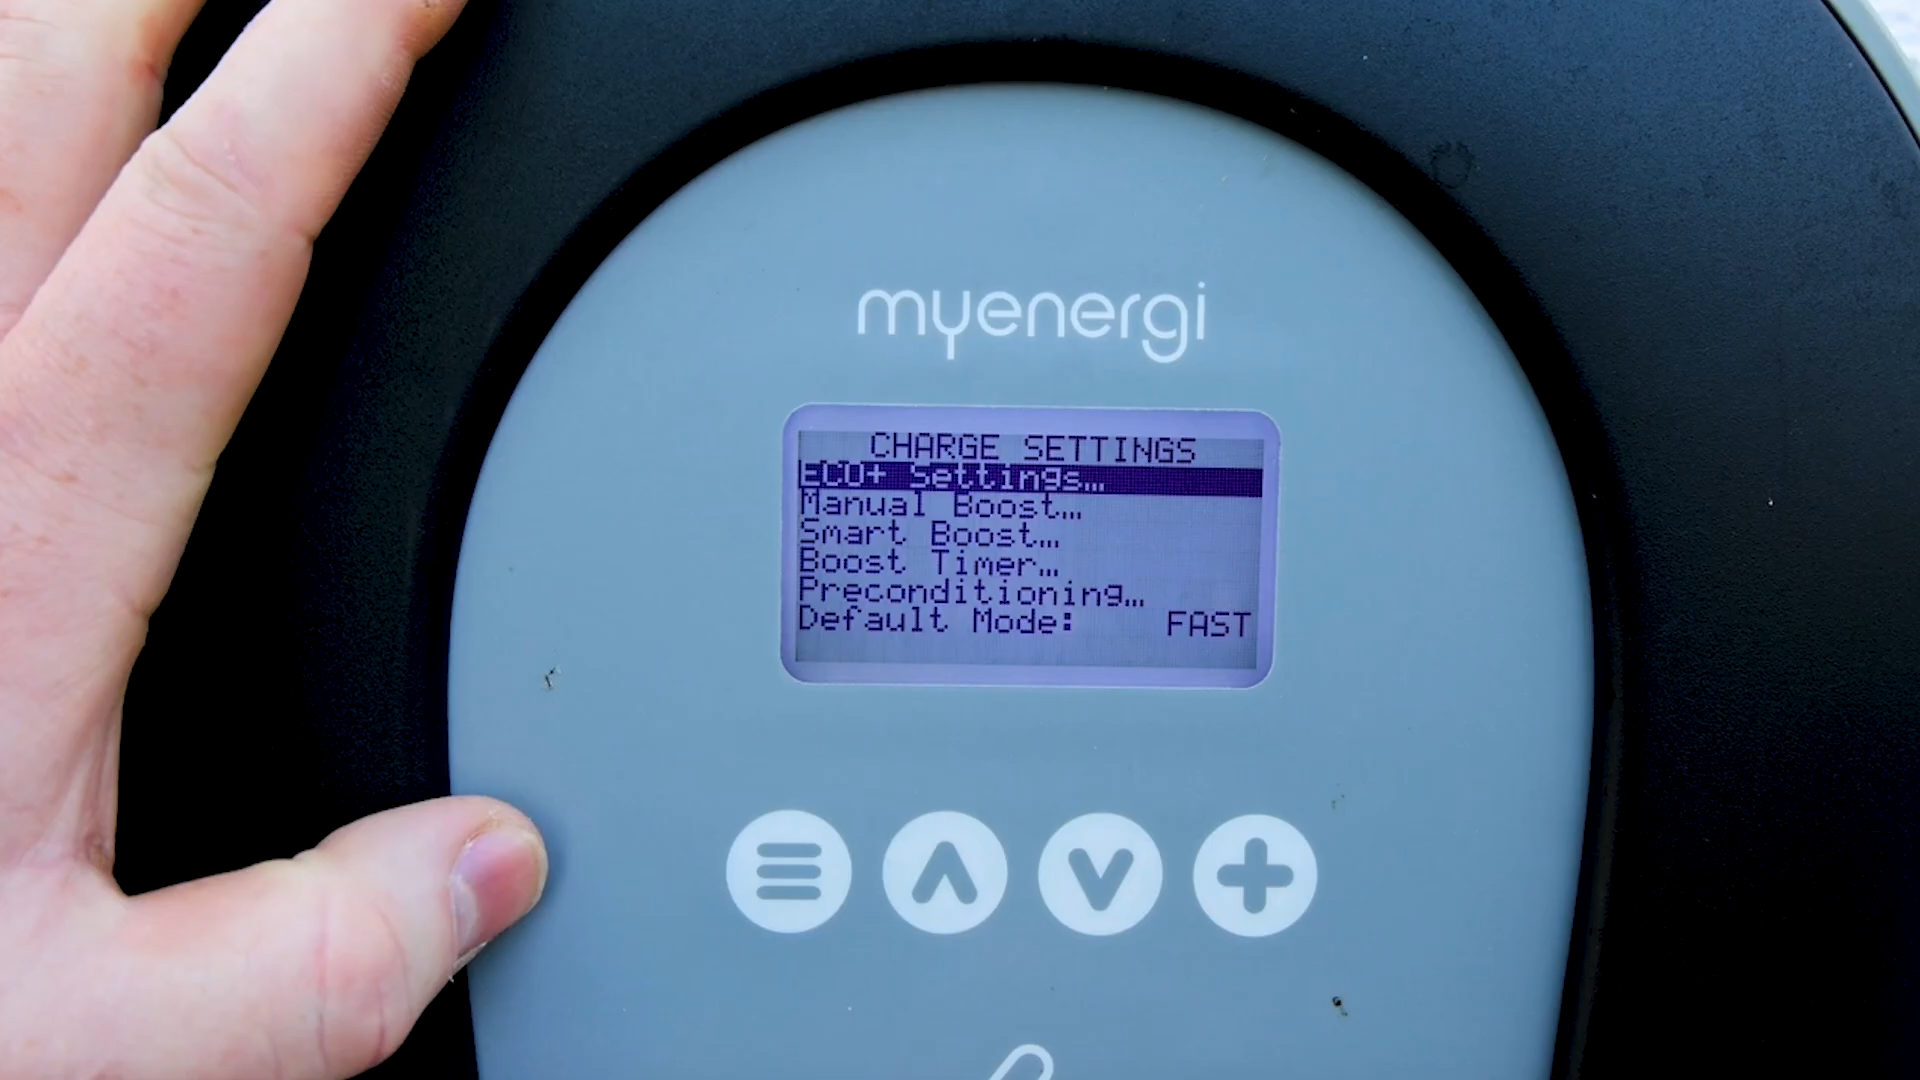 myenergi
CHARGE SETTINGS
ECO+ Settings…
Manual Boost…
Smart Boost…
Boost Timer…
Preconditioning…
Default Mode: FAST